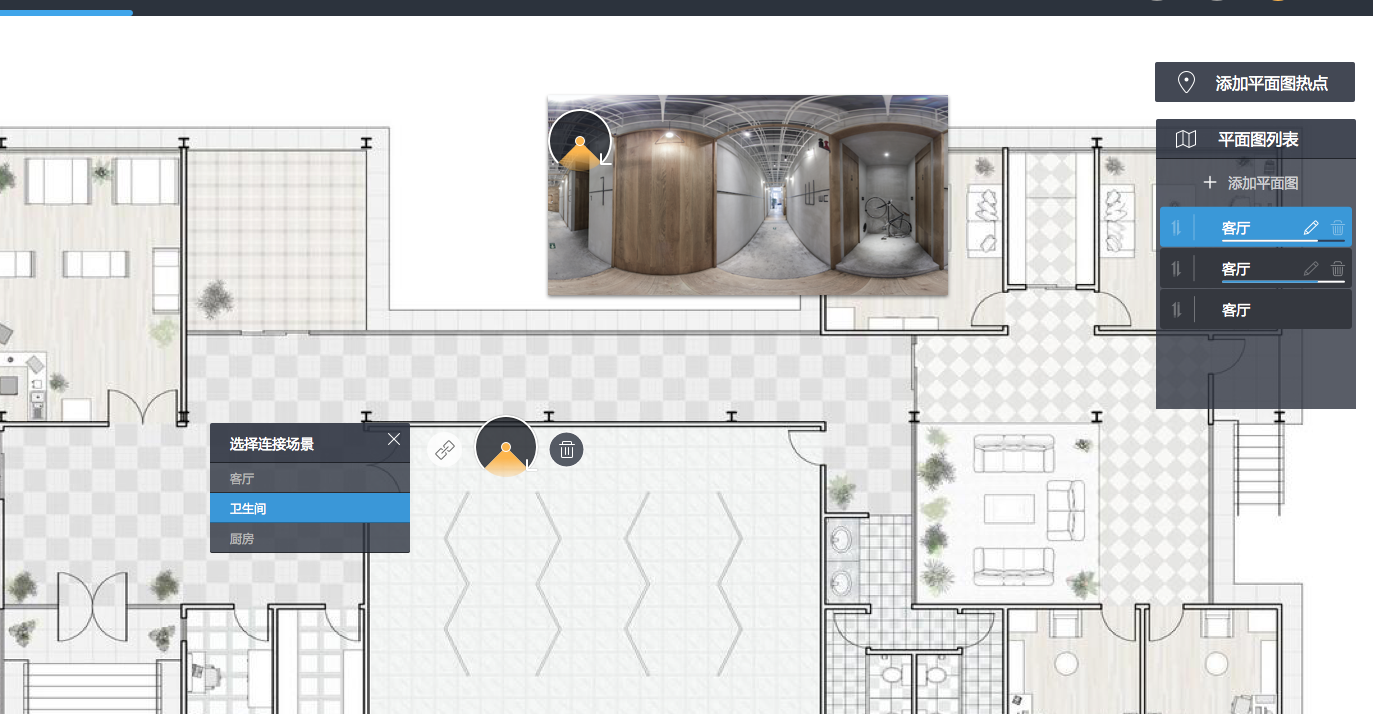 添加平面图热点
平面图列表
+ 添加平面图
客厅
客厅
客厅
选择连接场景
客厅
卫生间
厨房